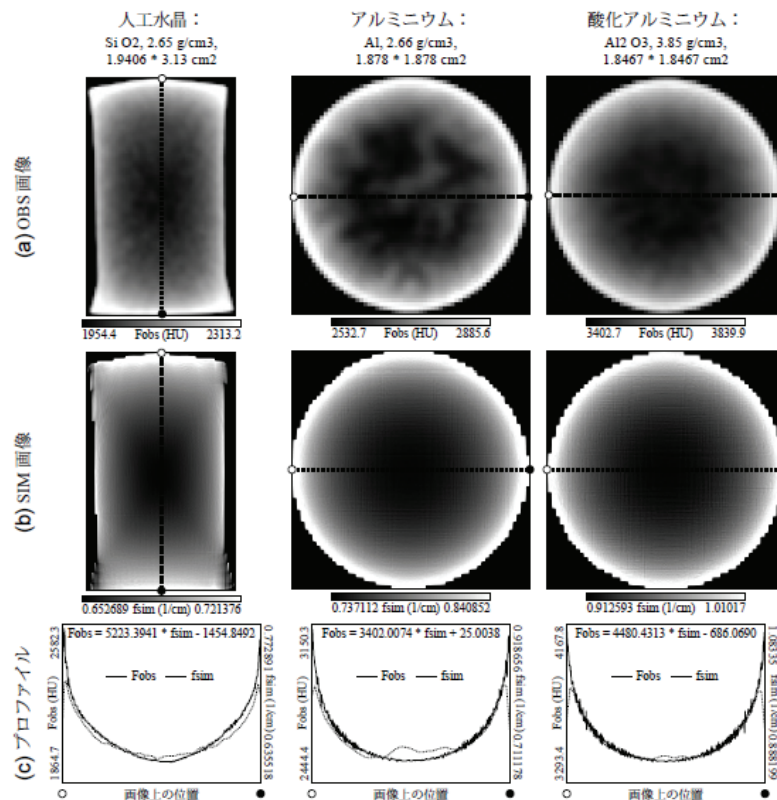 人工水晶：
Si O2, 2.65 g/cm3,
1.9406 * 3.13 cm2
アルミニウム：
Al, 2.66 g/cm3,
1.878 * 1.878 cm2
酸化アルミニウム：
Al2 O3, 3.85 g/cm3,
1.8467 * 1.8467 cm2
(a) OBS 画像
1954.4 Fobs (HU) 2313.2
2532.7 Fobs (HU) 2885.6
3402.7 Fobs (HU) 3839.9
(b) SIM 画像
0.652689 fsim (1/cm) 0.721376
0.737112 fsim (1/cm) 0.840852
0.912593 fsim (1/cm) 1.01017
(c) プロファイル
Fobs = 5223.3941 * fsim - 1454.8492
Fobs fsim
1864.7 Fobs (HU) 2582.3
0.772891 fsim (1/cm) 0.635518
画像上の位置
Fobs = 3402.0074 * fsim + 25.0038
Fobs fsim
2444.4 Fobs (HU) 3150.3
0.918656 fsim (1/cm) 0.711178
画像上の位置
Fobs = 4480.4313 * fsim - 686.0690
Fobs fsim
3293.4 Fobs (HU) 4167.8
fsim (1/cm) 0.888199
画像上の位置